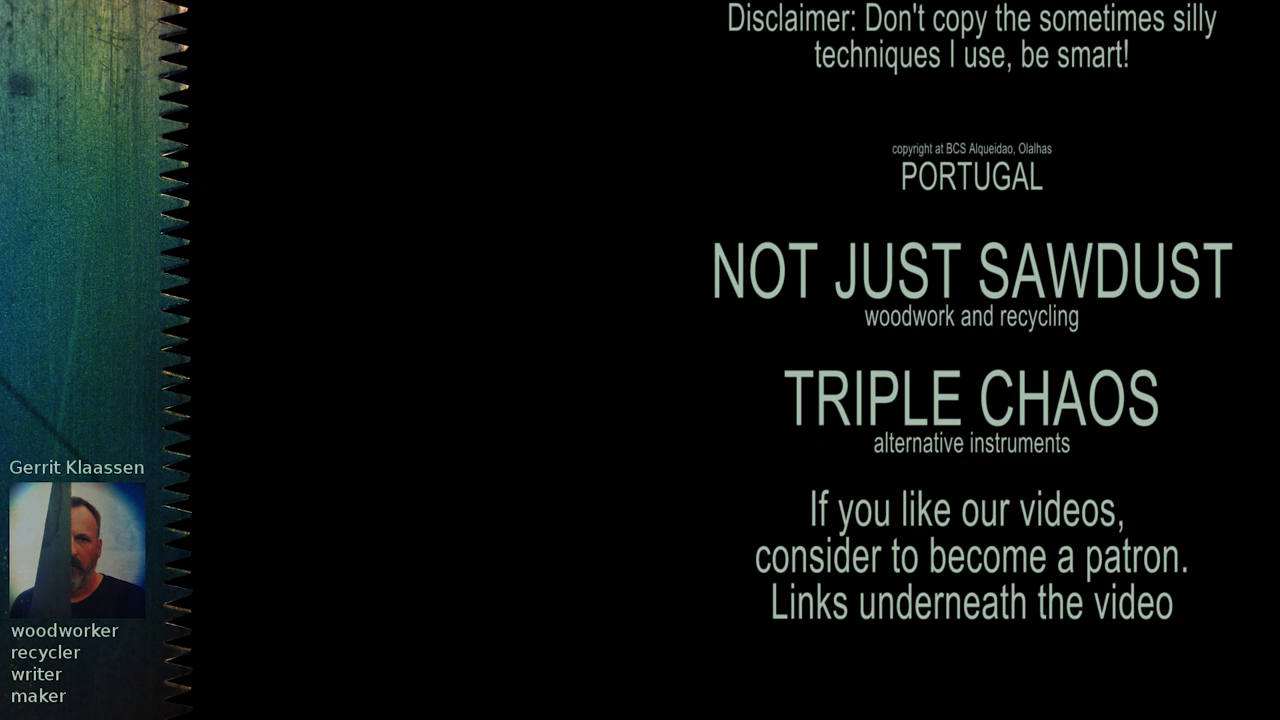 Disclaimer: Don't copy the sometimes silly
techniques I use, be smart!
copyright at BCS Alqueidao, Olalhas
PORTUGAL
NOT JUST SAWDUST
woodwork and recycling
TRIPLE CHAOS
alternative instruments
If you like our videos,
consider to become a patron.
Links underneath the video
Gerrit Klaassen
woodworker
recycler
writer
maker